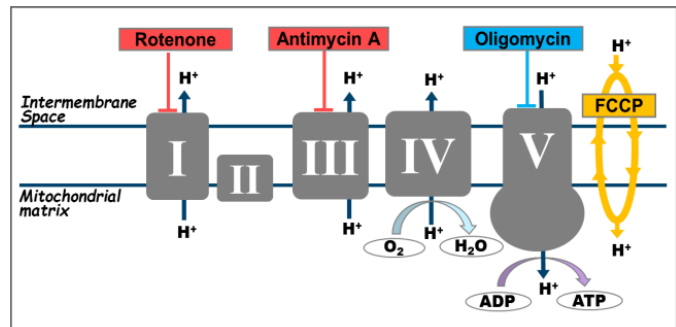 Rotenone
Antimycin A
Oligomycin
H⁺
H⁺
H⁺
H⁺
H⁺
FCCP
Intermembrane
Space
I
II
III
IV
V
Mitochondrial
matrix
H⁺
H⁺
H⁺
O₂
H₂O
H⁺
H⁺
ADP
ATP